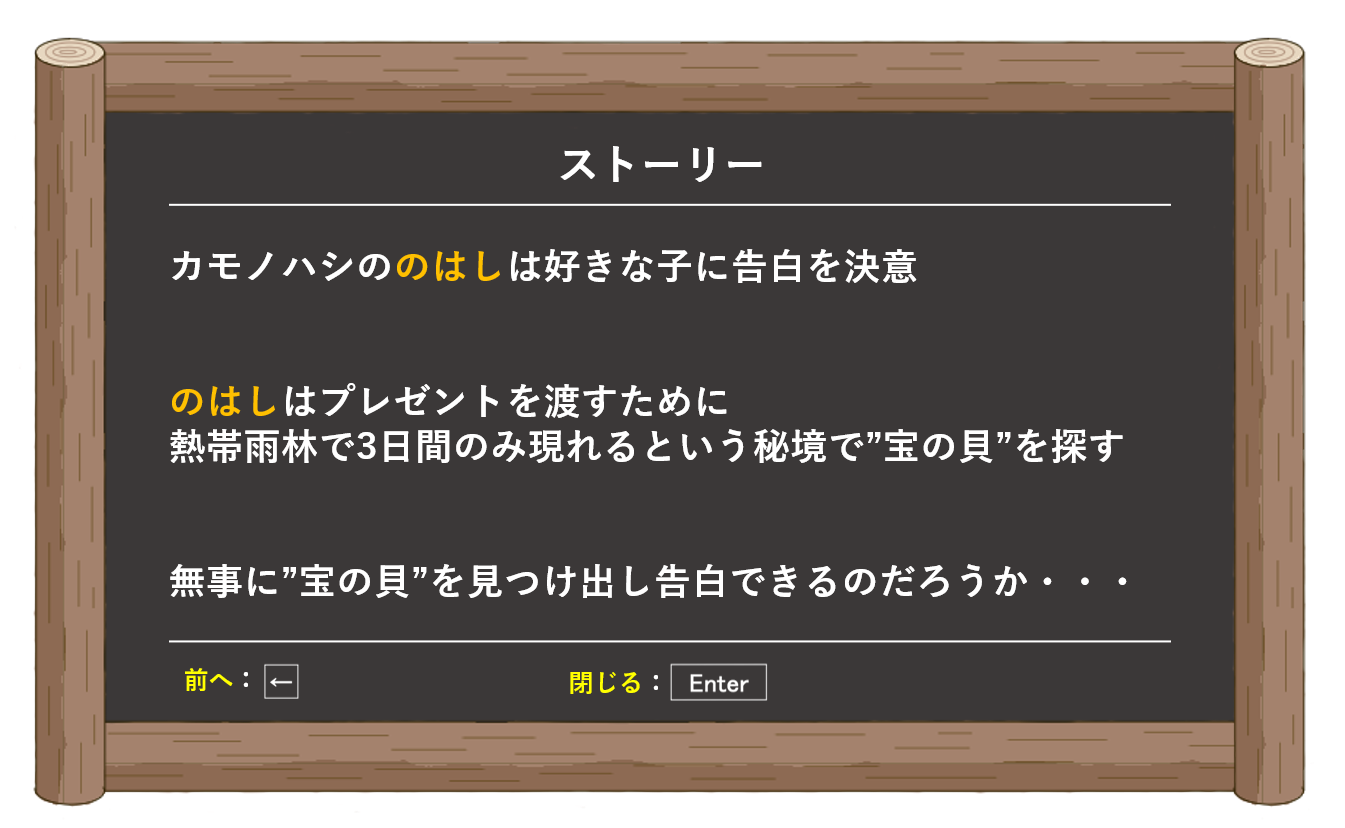 ストーリー
カモノハシののはしは好きな子に告白を決意
のはしはプレゼントを渡すために
熱帯雨林で3日間のみ現れるという秘境で”宝の貝”を探す
無事に”宝の貝”を見つけ出し告白できるのだろうか・・・
前へ：← 閉じる：Enter